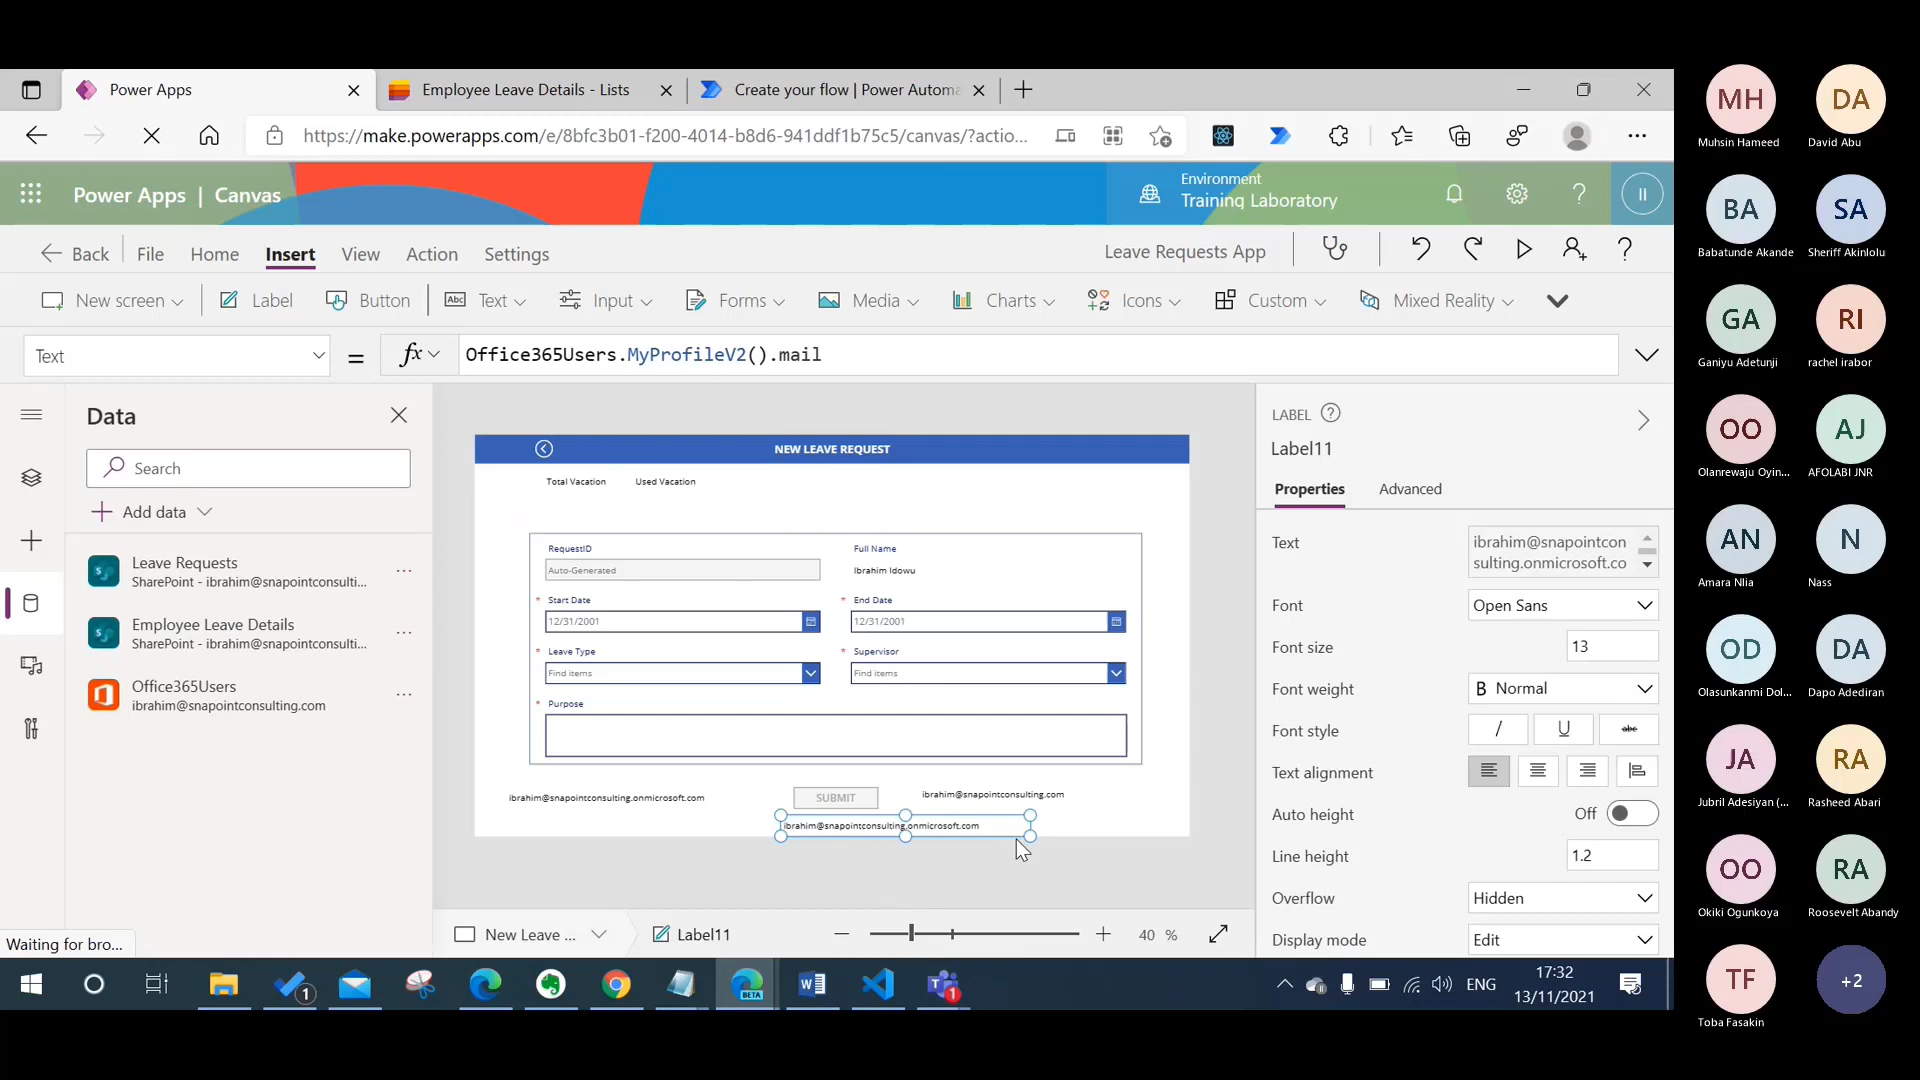 Power Apps
Employee Leave Details - Lists
Create your flow | Power Automa
https://make.powerapps.com/e/8bfc3b01-f200-4014-b8d6-941ddf1b75c5/canvas/?actio...
Power Apps | Canvas
Environment
Training Laboratory
II
Back
File
Home
Insert
View
Action
Settings
Leave Requests App
New screen
Label
Button
Abc
Text
Input
Forms
Media
Charts
Icons
Custom
Mixed Reality
Text
=
fx
Office365Users.MyProfileV2().mail
Data
Search
Add data
Leave Requests
SharePoint - ibrahim@snapointconsulti...
Employee Leave Details
SharePoint - ibrahim@snapointconsulti...
Office365Users
ibrahim@snapointconsulting.com
NEW LEAVE REQUEST
Total Vacation
Used Vacation
RequestID
Full Name
Auto-Generated
Ibrahim Idowu
* Start Date
* End Date
12/31/2001
12/31/2001
* Leave Type
* Supervisor
Find items
Find items
* Purpose
ibrahim@snapointconsulting.onmicrosoft.com
SUBMIT
ibrahim@snapointconsulting.com
ibrahim@snapointconsulting.onmicrosoft.com
LABEL
Label11
Properties
Advanced
Text
ibrahim@snapointcon
sulting.onmicrosoft.co
Font
Open Sans
Font size
13
Font weight
B Normal
Font style
/
U
abc
Text alignment
Auto height
Off
Line height
1.2
Overflow
Hidden
Display mode
Edit
Waiting for bro...
New Leave ...
Label11
40 %
1
BETA
1
ENG
17:32
13/11/2021
MH
Muhsin Hameed
DA
David Abu
BA
Babatunde Akande
SA
Sheriff Akinlolu
GA
Ganiyu Adetunji
RI
rachel irabor
OO
Olanrewaju Oyin...
AJ
AFOLABI JNR
AN
Amara Nlia
N
Nass
OD
Olasunkanmi Dol...
DA
Dapo Adediran
JA
Jubril Adesiyan (...
RA
Rasheed Abari
OO
Okiki Ogunkoya
RA
Roosevelt Abandy
TF
Toba Fasakin
+2